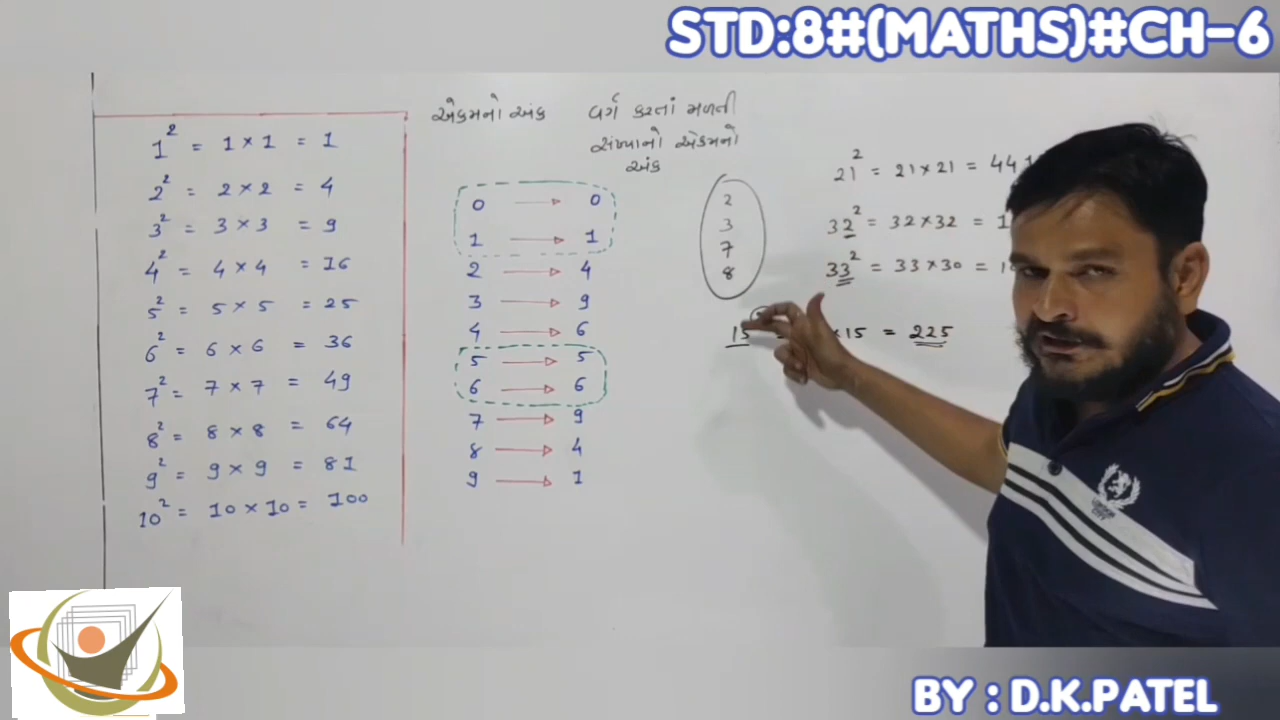 STD:8#(MATHS)#CH-6
1² = 1 × 1 = 1
2² = 2 × 2 = 4
3² = 3 × 3 = 9
4² = 4 × 4 = 16
5² = 5 × 5 = 25
6² = 6 × 6 = 36
7² = 7 × 7 = 49
8² = 8 × 8 = 64
9² = 9 × 9 = 81
10² = 10 × 10 = 100
એકમનો અંક
વર્ગ કરતાં મળતી
સંખ્યાનો એકમનો
અંક
0 → 0
1 → 1
2 → 4
3 → 9
4 → 6
5 → 5
6 → 6
7 → 9
8 → 4
9 → 1
2
3
7
8
21² = 21 × 21 = 441
32² = 32 × 32 = 1
33² = 33 × 30 = 1
15 = × 15 = 225
BY : D.K.PATEL